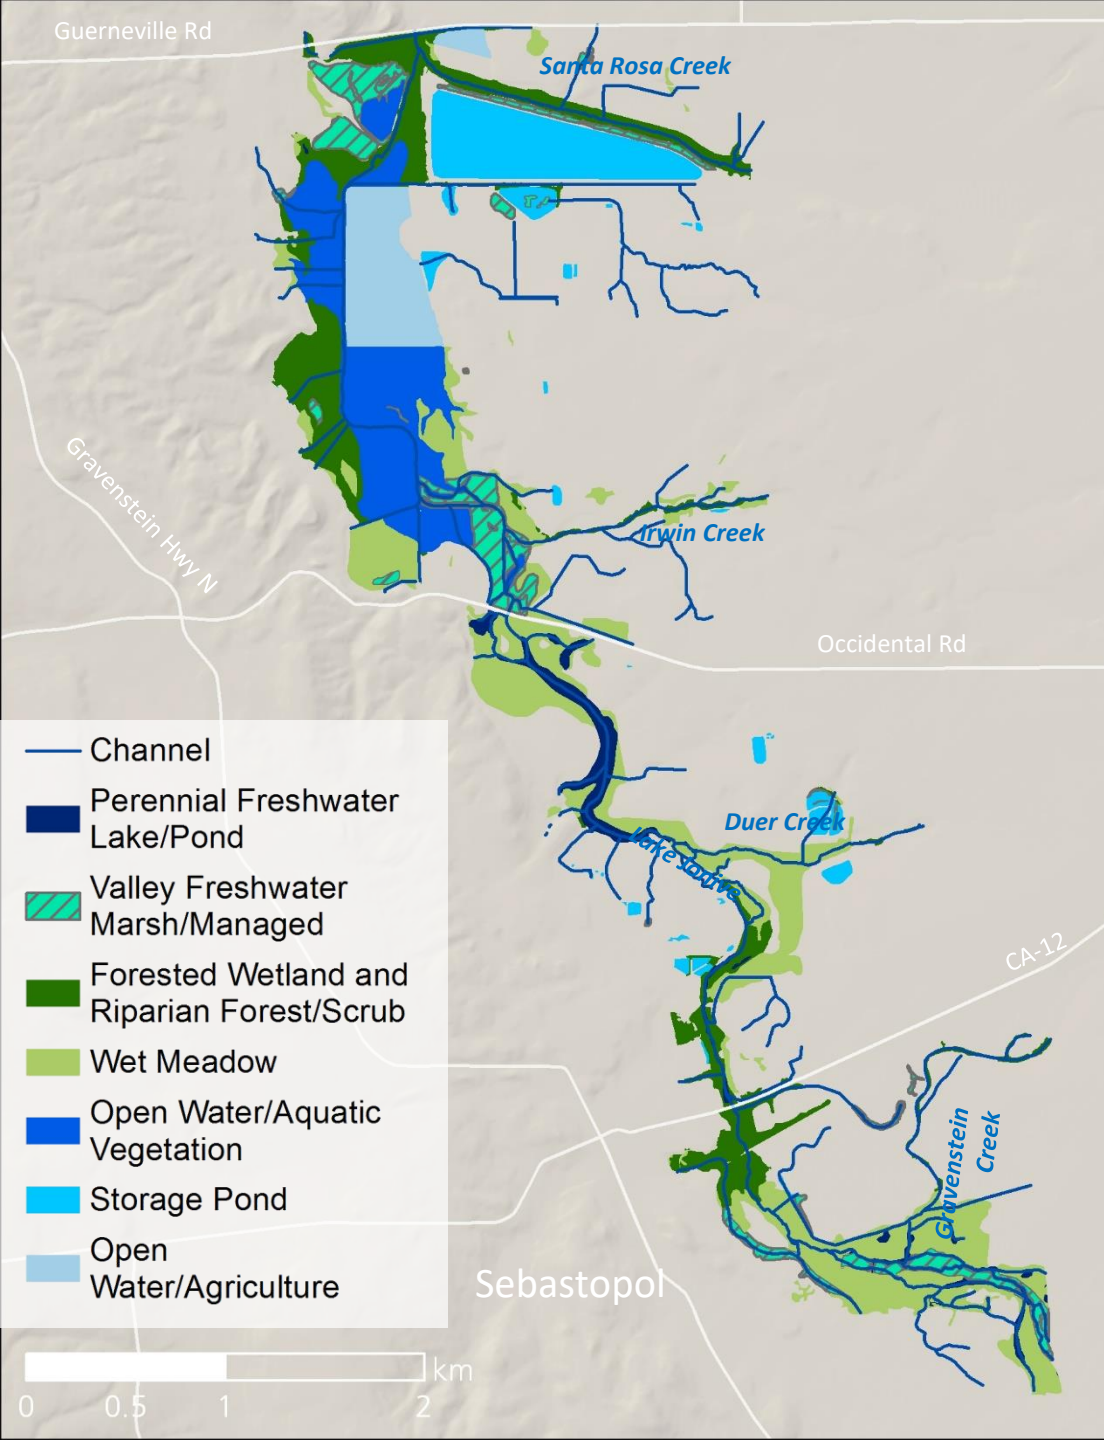 Guerneville Rd
Santa Rosa Creek
Gravenstein Hwy N
Irwin Creek
Occidental Rd
Channel
Perennial Freshwater
Lake/Pond
Valley Freshwater
Marsh/Managed
Forested Wetland and
Riparian Forest/Scrub
Wet Meadow
Open Water/Aquatic
Vegetation
Storage Pond
Open
Water/Agriculture
Duer Creek
Lake Jonive
CA-12
Gravenstein
Creek
Sebastopol
km
0 0.5 1 2